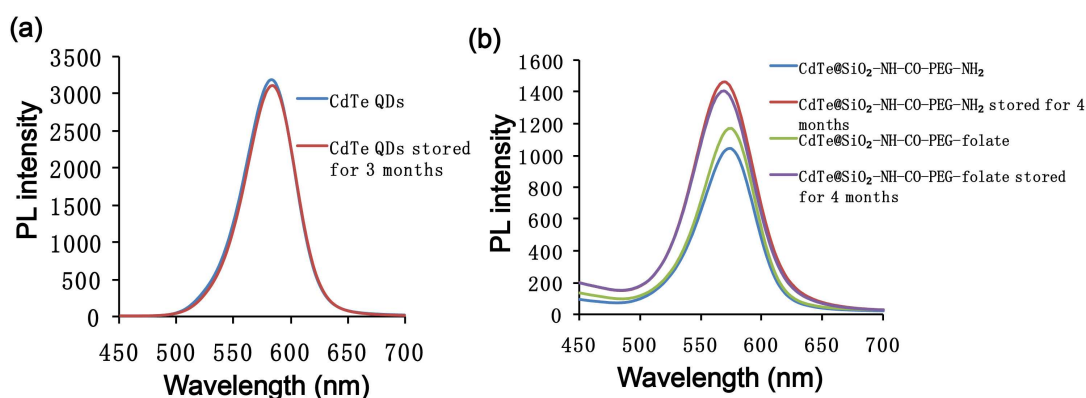 (a)
3500
3000
2500
2000
1500
1000
500
0
PL intensity
450 500 550 600 650 700
Wavelength (nm)
CdTe QDs
CdTe QDs stored
for 3 months
(b)
1600
1400
1200
1000
800
600
400
200
0
PL intensity
450 500 550 600 650 700
Wavelength (nm)
CdTe@SiO₂-NH-CO-PEG-NH₂
CdTe@SiO₂-NH-CO-PEG-NH₂ stored for 4
months
CdTe@SiO₂-NH-CO-PEG-folate
CdTe@SiO₂-NH-CO-PEG-folate stored
for 4 months